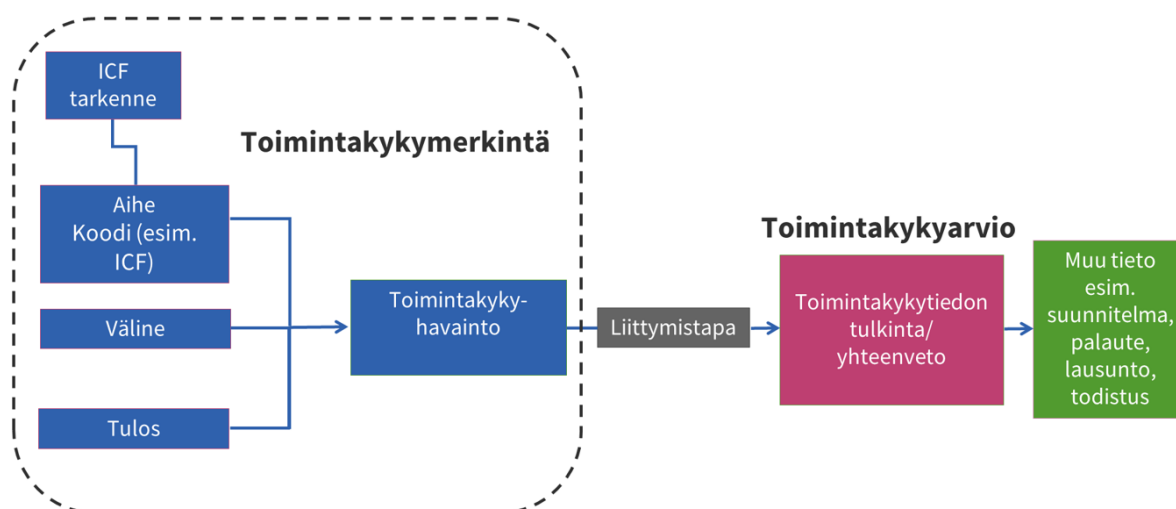 ICF
tarkenne
Toimintakykymerkintä
Aihe
Koodi (esim.
ICF)
Väline
Tulos
Toimintakyky-
havainto
Liittymistapa
Toimintakykyarvio
Toimintakykytiedon
tulkinta/
yhteenveto
Muu tieto
esim.
suunnitelma,
palaute,
lausunto,
todistus